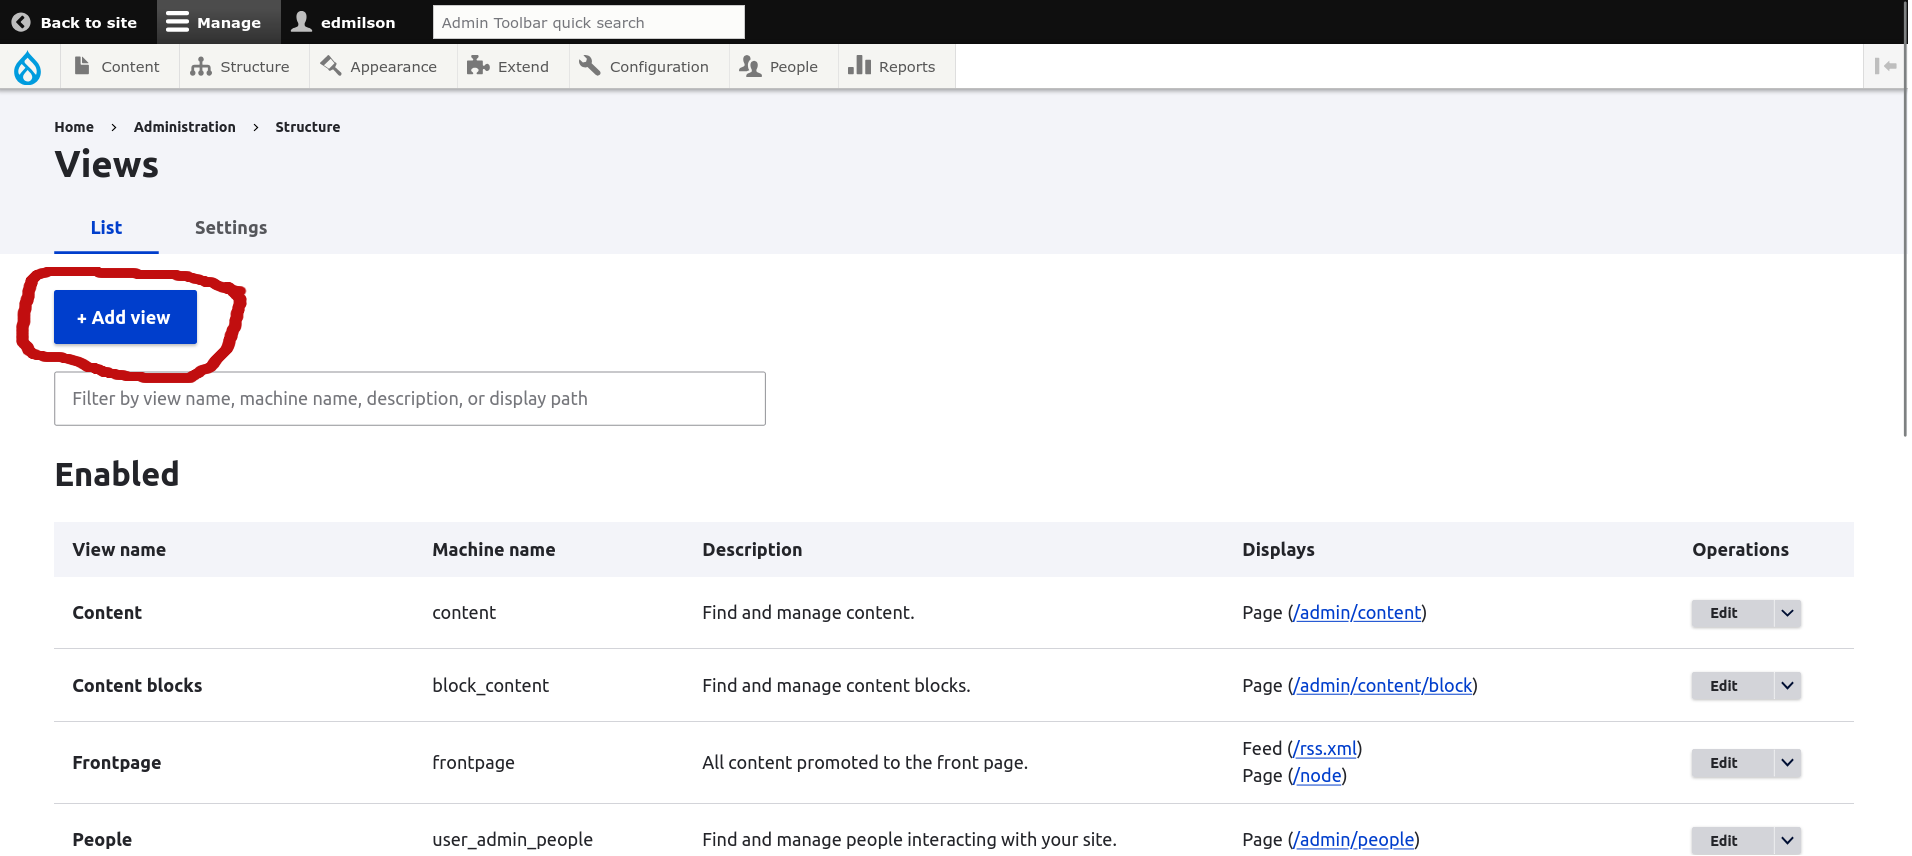 Back to site Manage edmilson Admin Toolbar quick search
Content Structure Appearance Extend Configuration People Reports
Home › Administration › Structure
Views
List Settings
+ Add view
Filter by view name, machine name, description, or display path
Enabled
View name Machine name Description Displays Operations
Content content Find and manage content. Page (/admin/content) Edit
Content blocks block_content Find and manage content blocks. Page (/admin/content/block) Edit
Frontpage frontpage All content promoted to the front page. Feed (/rss.xml) Edit
Page (/node)
People user_admin_people Find and manage people interacting with your site. Page (/admin/people) Edit